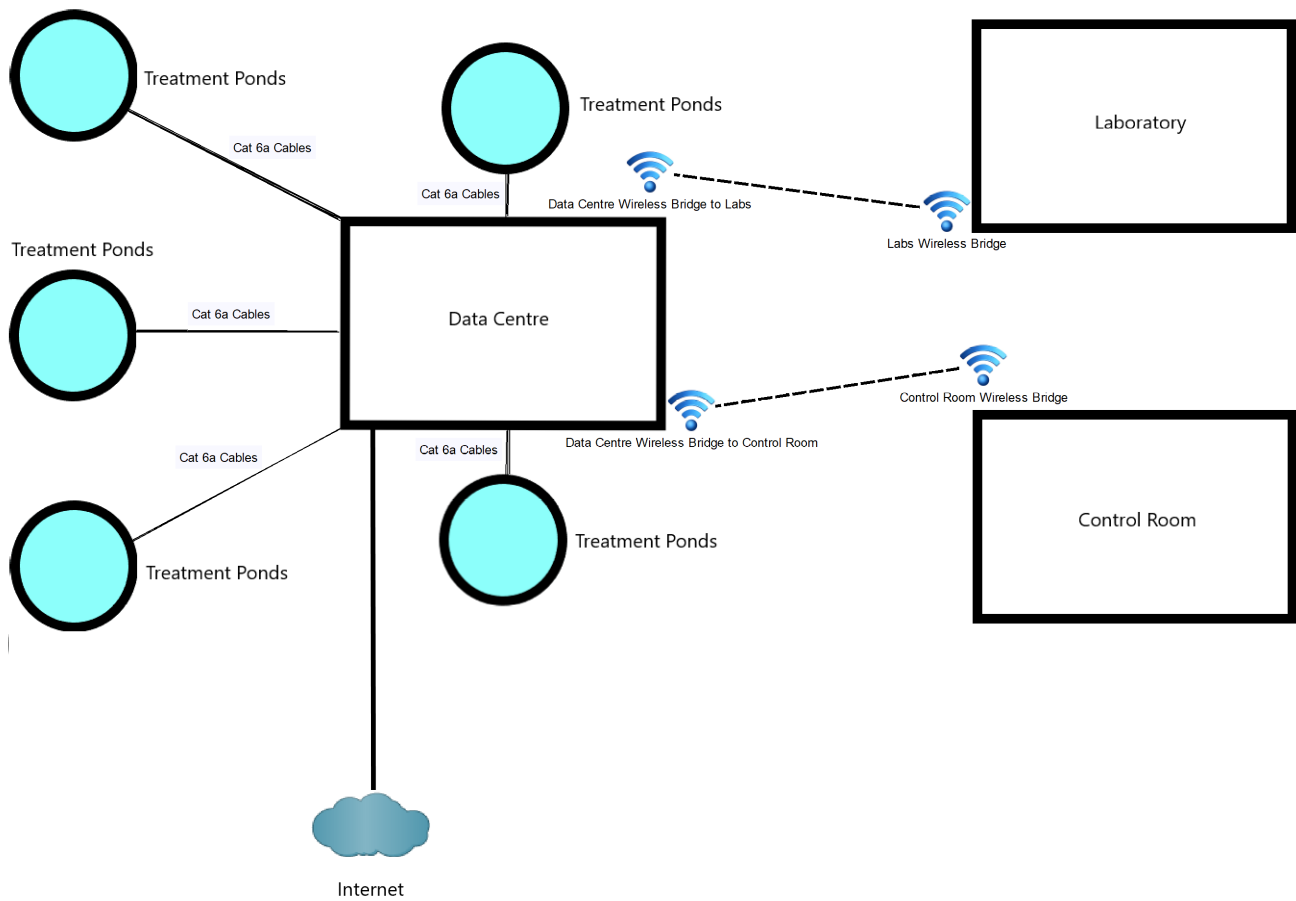 Treatment Ponds
Treatment Ponds
Laboratory
Cat 6a Cables
Cat 6a Cables
Data Centre Wireless Bridge to Labs
Labs Wireless Bridge
Treatment Ponds
Cat 6a Cables
Data Centre
Control Room Wireless Bridge
Data Centre Wireless Bridge to Control Room
Cat 6a Cables
Cat 6a Cables
Control Room
Treatment Ponds
Treatment Ponds
Internet